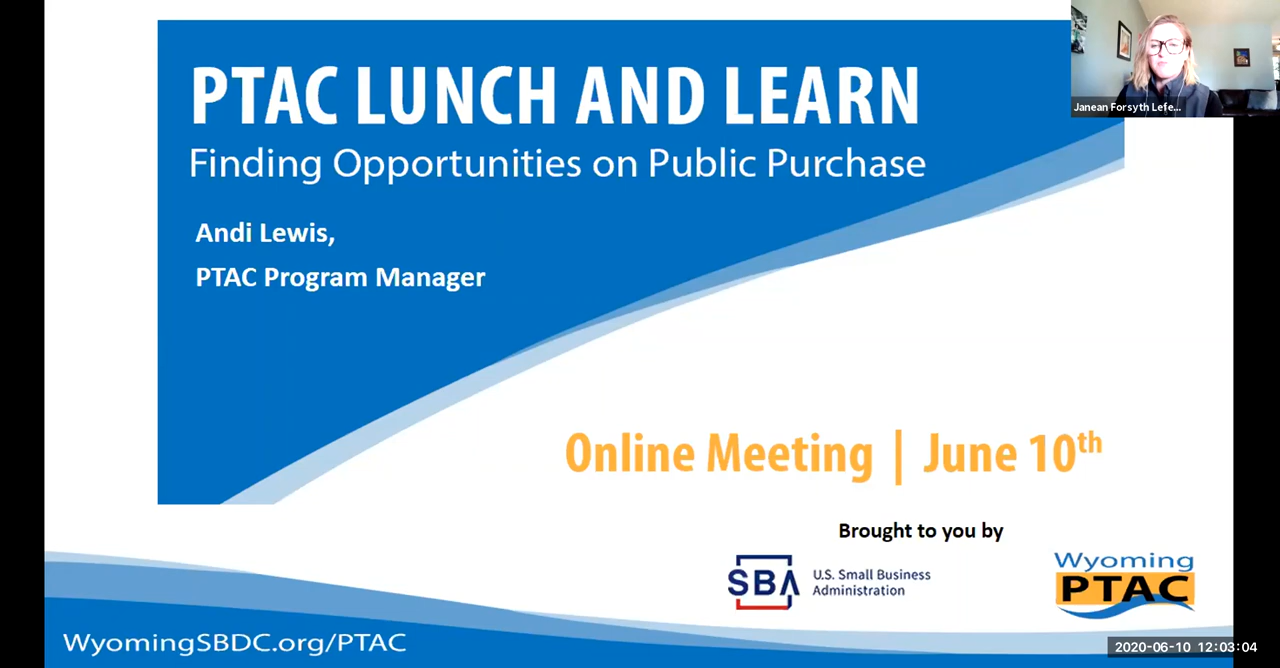 PTAC LUNCH AND LEARN
Finding Opportunities on Public Purchase
Andi Lewis,
PTAC Program Manager
Janean Forsyth Lefe...
Online Meeting | June 10th
Brought to you by
SBA
U.S. Small Business
Administration
Wyoming
PTAC
WyomingSBDC.org/PTAC
2020-06-10 12:03:04